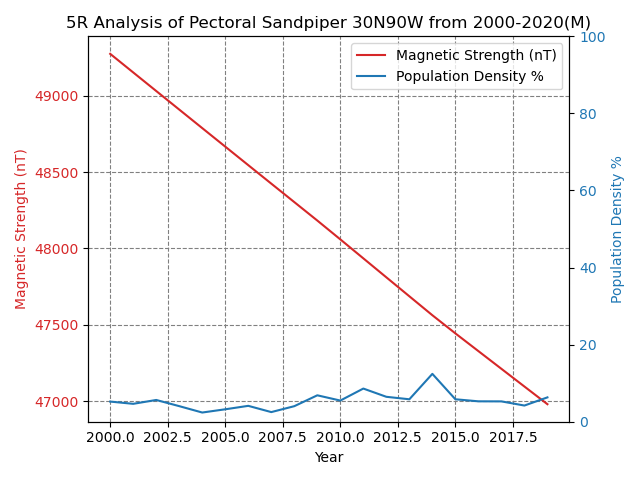 5R Analysis of Pectoral Sandpiper 30N90W from 2000-2020(M)
Magnetic Strength (nT)
Population Density %
49000
48500
48000
47500
47000
Magnetic Strength (nT)
100
80
60
40
20
0
Population Density %
2000.0 2002.5 2005.0 2007.5 2010.0 2012.5 2015.0 2017.5
Year